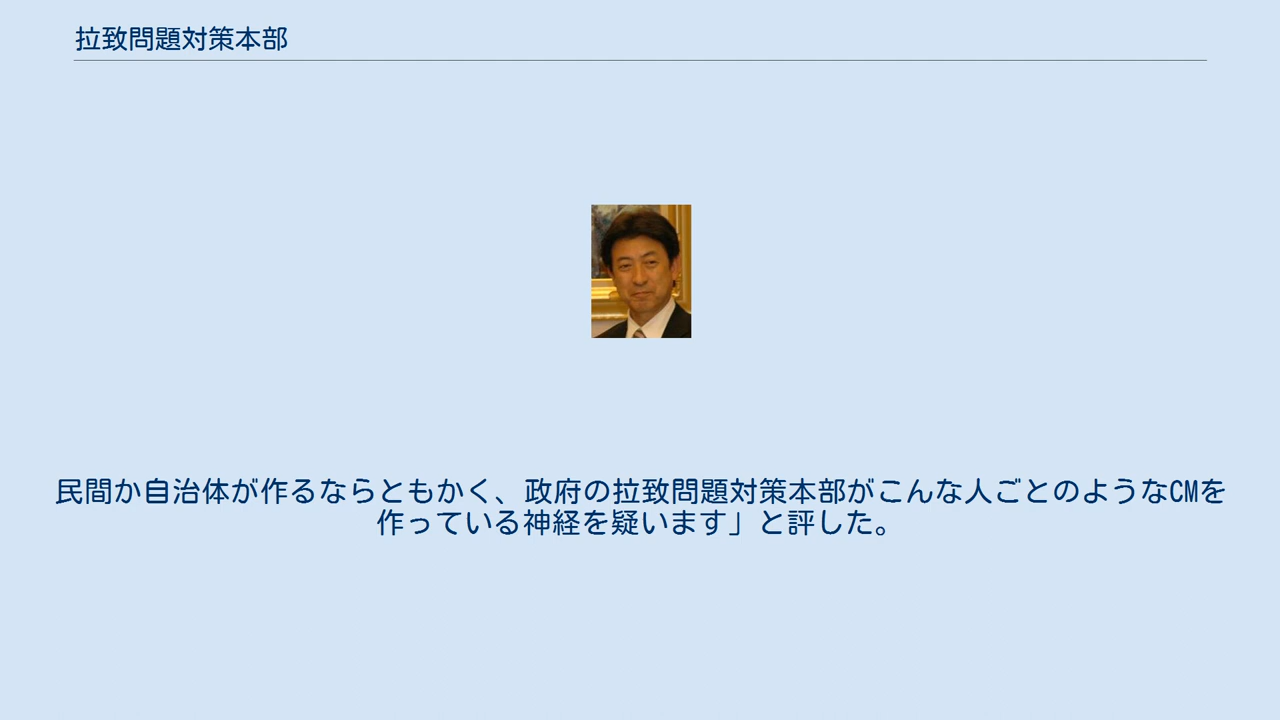 拉致問題対策本部
民間か自治体が作るならともかく、政府の拉致問題対策本部がこんな人ごとのようなCMを
作っている神経を疑います」と評した。